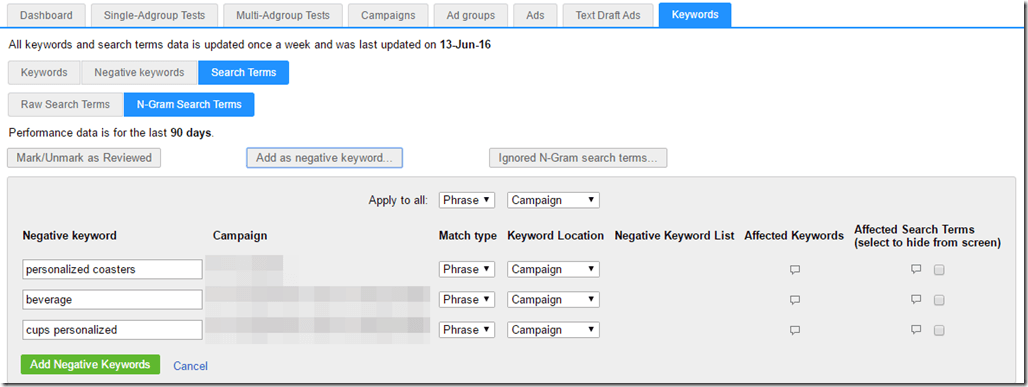 Dashboard Single-Adgroup Tests Multi-Adgroup Tests Campaigns Ad groups Ads Text Draft Ads Keywords
All keywords and search terms data is updated once a week and was last updated on 13-Jun-16
Keywords Negative keywords Search Terms
Raw Search Terms N-Gram Search Terms
Performance data is for the last 90 days.
Mark/Unmark as Reviewed Add as negative keyword... Ignored N-Gram search terms...
Apply to all: Phrase Campaign
Negative keyword Campaign Match type Keyword Location Negative Keyword List Affected Keywords Affected Search Terms
(select to hide from screen)
personalized coasters Phrase Campaign
beverage Phrase Campaign
cups personalized Phrase Campaign
Add Negative Keywords Cancel